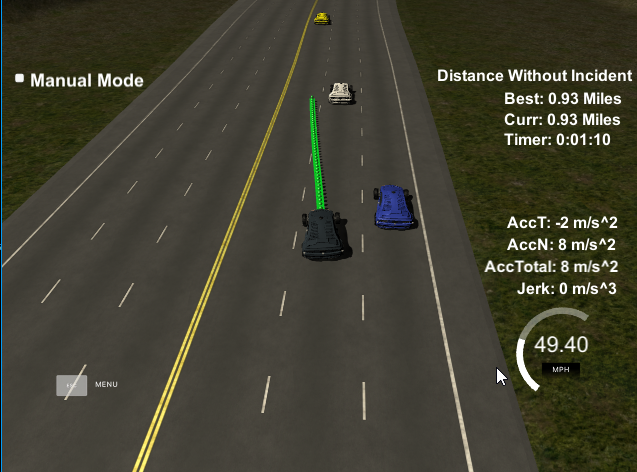 Manual Mode
Distance Without Incident
Best: 0.93 Miles
Curr: 0.93 Miles
Timer: 0:01:10
AccT: -2 m/s^2
AccN: 8 m/s^2
AccTotal: 8 m/s^2
Jerk: 0 m/s^3
49.40
MPH
MENU